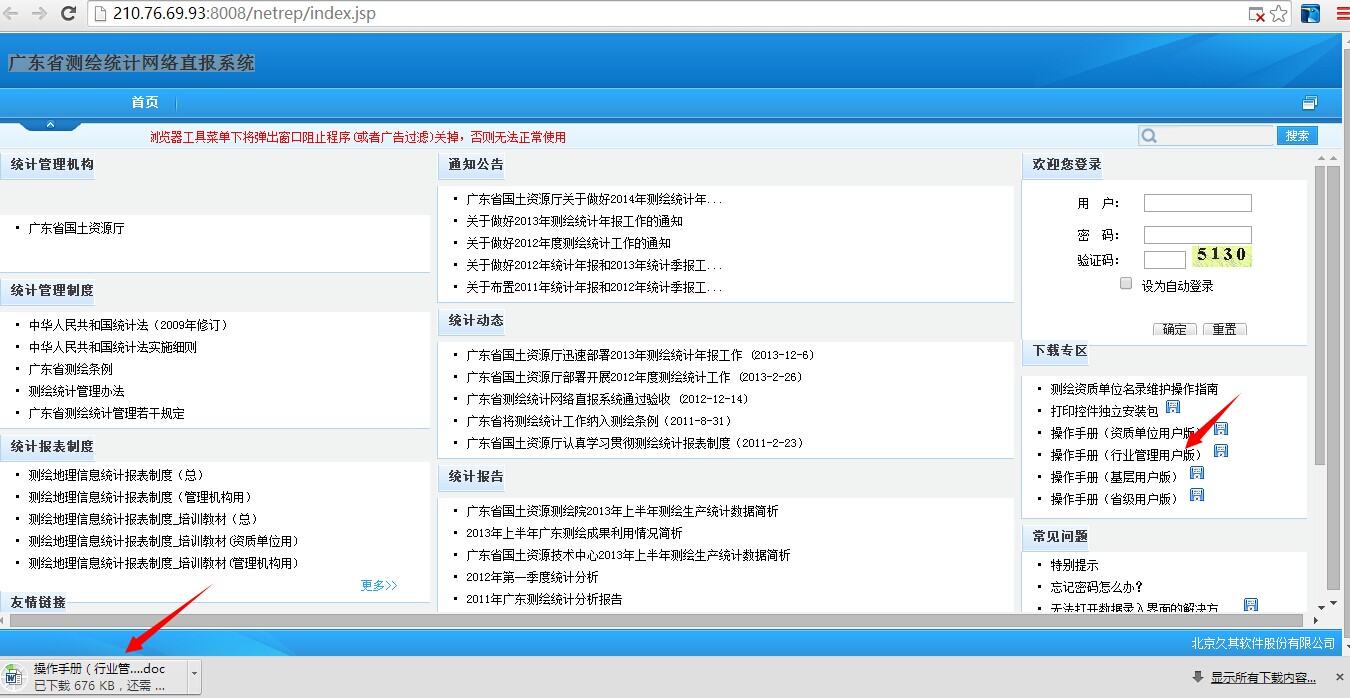 210.76.69.93:8008/netrep/index.jsp
广东省测绘统计网络直报系统
首页
浏览器工具菜单下将弹出窗口阻止程序(或者广告过滤)关掉，否则无法正常使用
搜索
统计管理机构
广东省国土资源厅
统计管理制度
中华人民共和国统计法（2009年修订）
中华人民共和国统计法实施细则
广东省测绘条例
测绘统计管理办法
广东省测绘统计管理若干规定
统计报表制度
测绘地理信息统计报表制度（总）
测绘地理信息统计报表制度（管理机构用）
测绘地理信息统计报表制度_培训教材（总）
测绘地理信息统计报表制度_培训教材(资质单位用)
测绘地理信息统计报表制度_培训教材(管理机构用)
更多>>
友情链接
通知公告
广东省国土资源厅关于做好2014年测绘统计年...
关于做好2013年测绘统计年报工作的通知
关于做好2012年度测绘统计工作的通知
关于做好2012年统计年报和2013年统计季报工...
关于布置2011年统计年报和2012年统计季报工...
统计动态
广东省国土资源厅迅速部署2013年测绘统计年报工作（2013-12-6）
广东省国土资源厅部署开展2012年度测绘统计工作（2013-2-26）
广东省测绘统计网络直报系统通过验收（2012-12-14）
广东省将测绘统计工作纳入测绘条例（2011-8-31）
广东省国土资源厅认真学习贯彻测绘统计报表制度（2011-2-23）
统计报告
广东省国土资源测绘院2013年上半年测绘生产统计数据简析
2013年上半年广东测绘成果利用情况简析
广东省国土资源技术中心2013年上半年测绘生产统计数据简析
2012年第一季度统计分析
2011年广东测绘统计分析报告
欢迎您登录
用 户：
密 码：
验证码：
5130
设为自动登录
确定 重置
下载专区
测绘资质单位名录维护操作指南
打印控件独立安装包
操作手册（资质单位用户版）
操作手册（行业管理用户版）
操作手册（基层用户版）
操作手册（省级用户版）
常见问题
特别提示
忘记密码怎么办？
无法打开数据录入界面的解决方
北京久其软件股份有限公司
操作手册（行业管....doc
已下载 676 KB，还需 ...
显示所有下载内容...